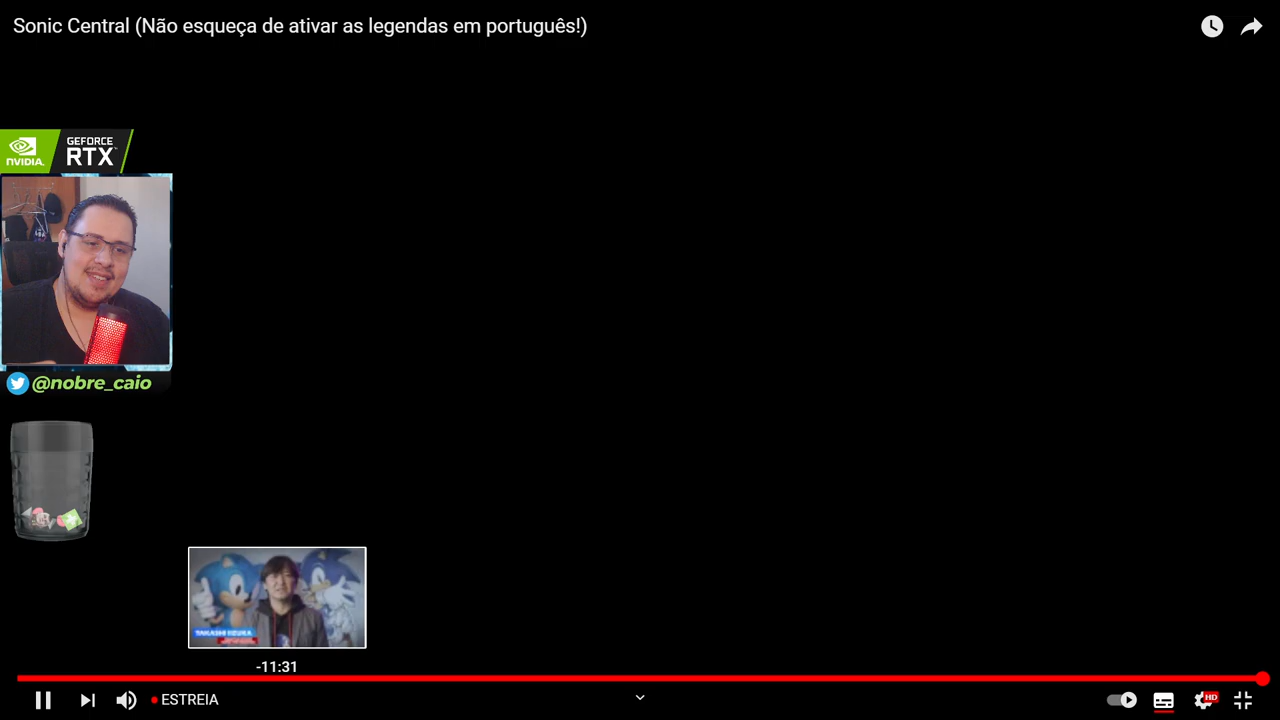 Sonic Central (Não esqueça de ativar as legendas em português!)
NVIDIA.
GEFORCE
RTX
@nobre_caio
TAKASHI IIZUKA
-11:31
ESTREIA
HD